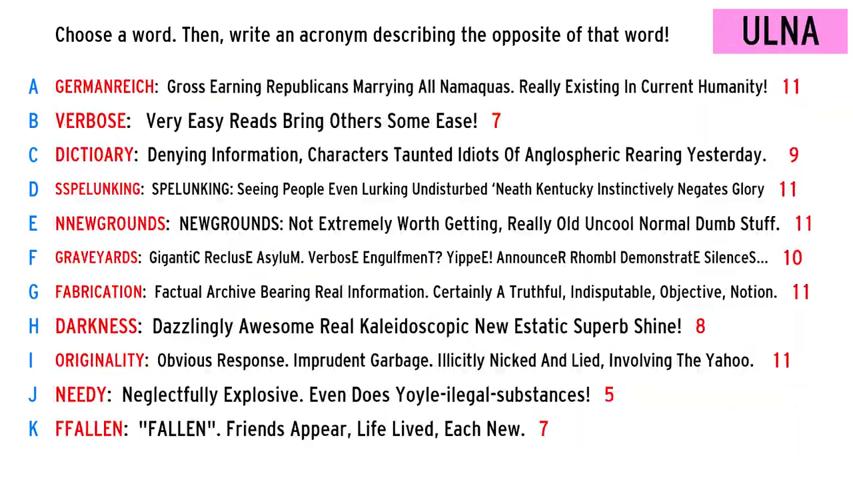 Choose a word. Then, write an acronym describing the opposite of that word!
ULNA
A GERMANREICH: Gross Earning Republicans Marrying All Namaquas. Really Existing In Current Humanity! 11
B VERBOSE: Very Easy Reads Bring Others Some Ease! 7
C DICTIOARY: Denying Information, Characters Taunted Idiots Of Anglospheric Rearing Yesterday. 9
D SSPELUNKING: SPELUNKING: Seeing People Even Lurking Undisturbed ‘Neath Kentucky Instinctively Negates Glory 11
E NNEWGROUNDS: NEWGROUNDS: Not Extremely Worth Getting, Really Old Uncool Normal Dumb Stuff. 11
F GRAVEYARDS: GigantiC ReclusE AsyluM. VerbosE EngulfmenT? YippeE! AnnounceR RhombI DemonstratE SilenceS... 10
G FABRICATION: Factual Archive Bearing Real Information. Certainly A Truthful, Indisputable, Objective, Notion. 11
H DARKNESS: Dazzlingly Awesome Real Kaleidoscopic New Estatic Superb Shine! 8
I ORIGINALITY: Obvious Response. Imprudent Garbage. Illicitly Nicked And Lied, Involving The Yahoo. 11
J NEEDY: Neglectfully Explosive. Even Does Yoyle-ilegal-substances! 5
K FFALLEN: "FALLEN". Friends Appear, Life Lived, Each New. 7